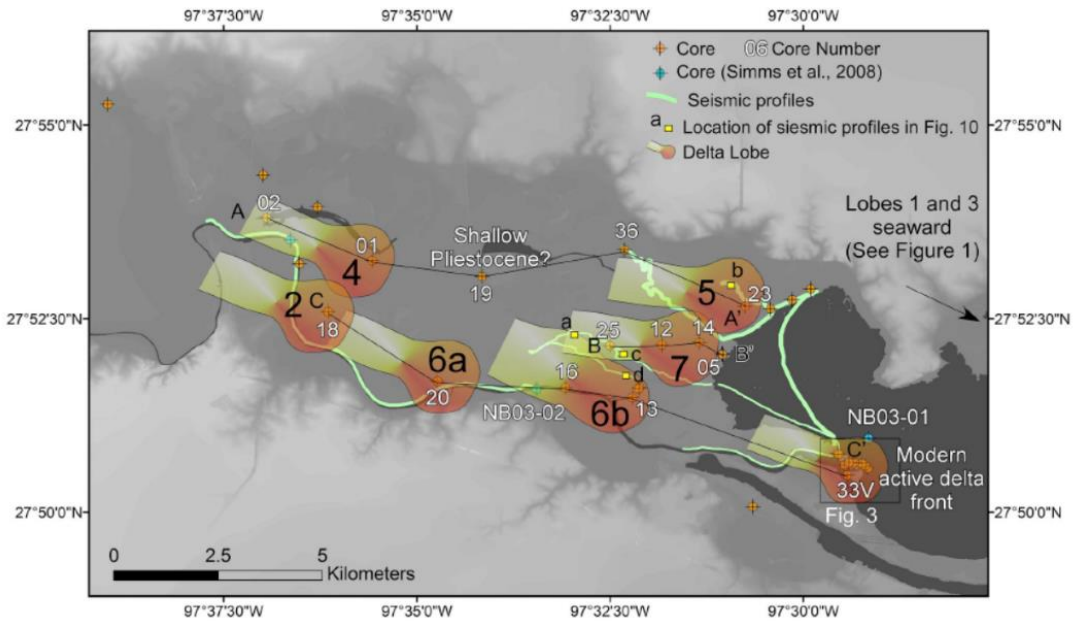 97°37'30"W 97°35'0"W 97°32'30"W 97°30'0"W
Core 06 Core Number
Core (Simms et al., 2008)
Seismic profiles
a Location of siesmic profiles in Fig. 10
Delta Lobe
27°55'0"N 27°55'0"N
Lobes 1 and 3
seaward
(See Figure 1)
A 02
01
4
Shallow
Pliestocene?
19
36
b
5 23
A'
2 C
18
27°52'30"N 27°52'30"N
a
B 25 12 14
c
7 05 B'
d
6a
20
16
NB03-02
6b 13
NB03-01
C'
Modern
active delta
front
33V
Fig. 3
27°50'0"N 27°50'0"N
0 2.5 5
Kilometers
97°37'30"W 97°35'0"W 97°32'30"W 97°30'0"W